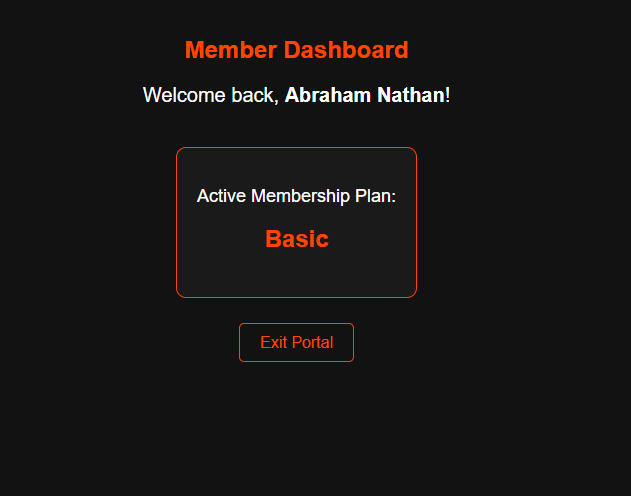 Member Dashboard
Welcome back, Abraham Nathan!
Active Membership Plan:
Basic
Exit Portal